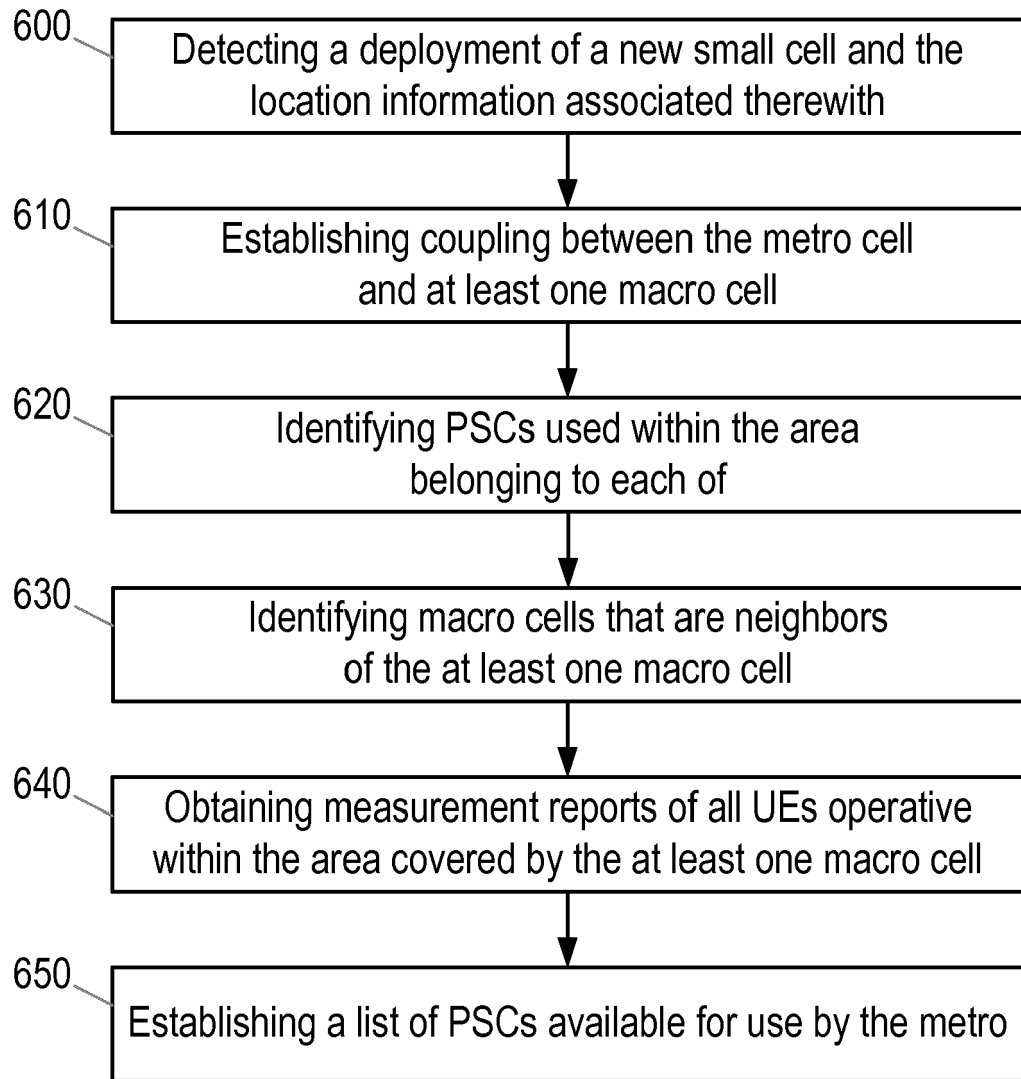 600
Detecting a deployment of a new small cell and the
location information associated therewith
610
Establishing coupling between the metro cell
and at least one macro cell
620
Identifying PSCs used within the area
belonging to each of
630
Identifying macro cells that are neighbors
of the at least one macro cell
640
Obtaining measurement reports of all UEs operative
within the area covered by the at least one macro cell
650
Establishing a list of PSCs available for use by the metro